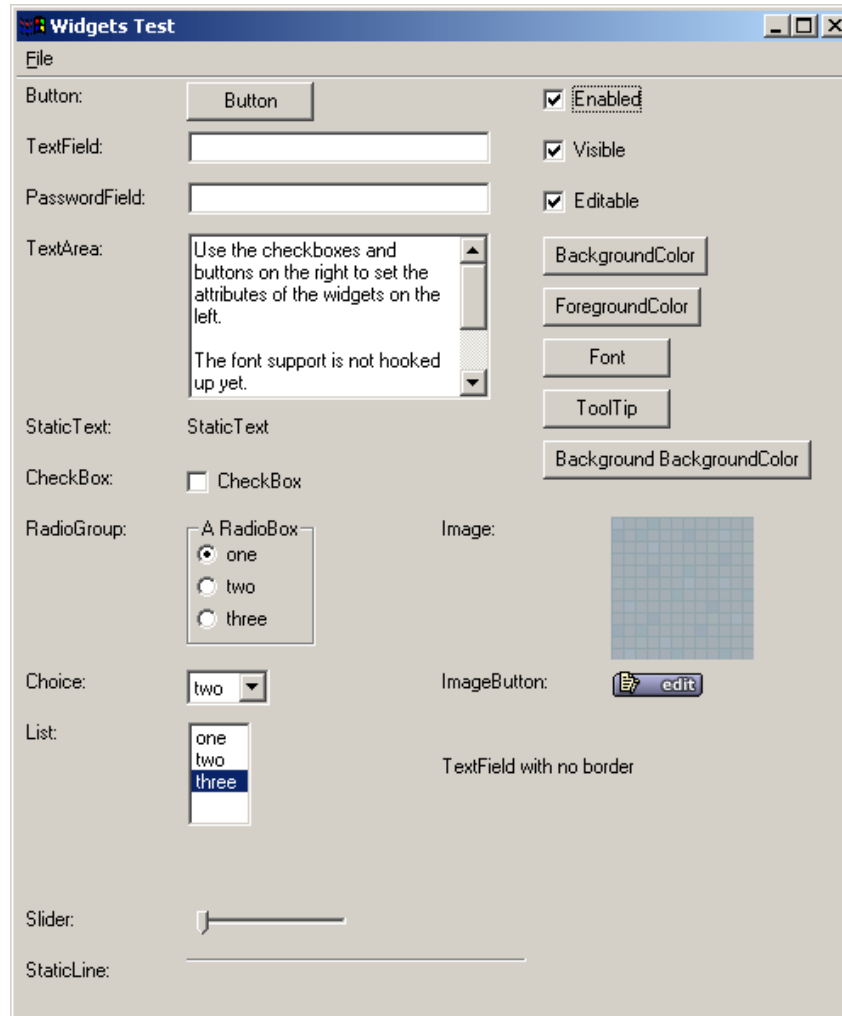 Widgets Test
File
Button:
Button
Enabled
TextField:
Visible
PasswordField:
Editable
TextArea:
Use the checkboxes and
buttons on the right to set the
attributes of the widgets on the
left.
The font support is not hooked
up yet.
BackgroundColor
ForegroundColor
Font
ToolTip
Background BackgroundColor
StaticText:
StaticText
CheckBox:
CheckBox
RadioGroup:
A RadioBox
one
two
three
Image:
Choice:
two
ImageButton:
edit
List:
one
two
three
TextField with no border
Slider:
StaticLine: